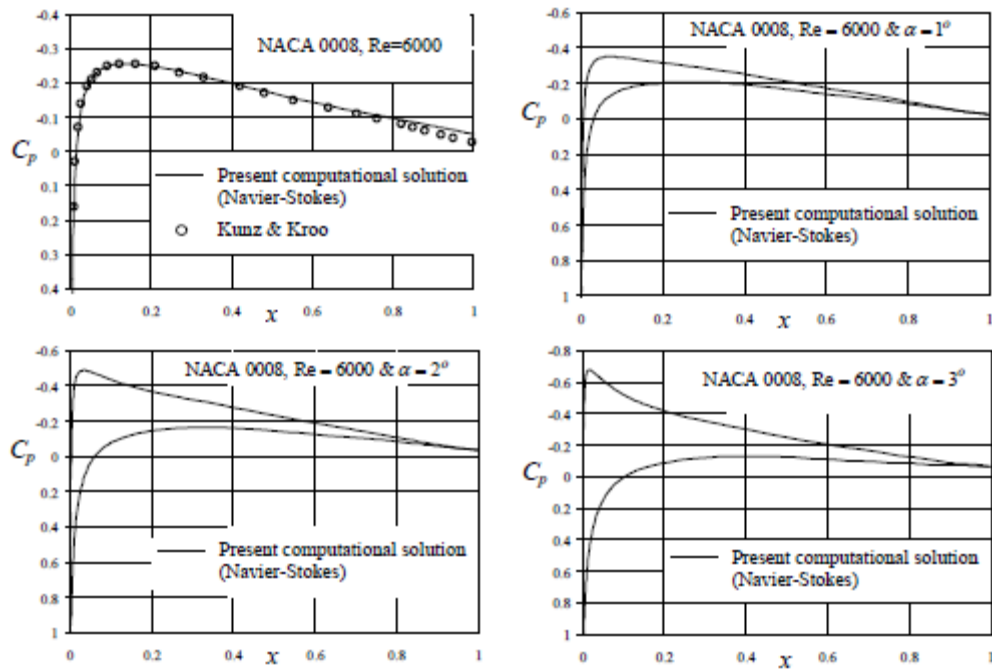 -0.4
NACA 0008, Re=6000
-0.3
-0.2
-0.1
C_p
0
0.1
0.2
0.3
0.4
Present computational solution
(Navier-Stokes)
Kunz & Kroo
0 0.2 0.4 0.6 0.8 1
x
-0.6
NACA 0008, Re = 6000 & α = 1°
-0.4
-0.2
C_p
0
0.2
0.4
0.6
0.8
1
Present computational solution
(Navier-Stokes)
0 0.2 0.4 0.6 0.8 1
x
-0.6
NACA 0008, Re = 6000 & α = 2°
-0.4
-0.2
C_p
0
0.2
0.4
0.6
0.8
1
Present computational solution
(Navier-Stokes)
0 0.2 0.4 0.6 0.8 1
x
-0.8
NACA 0008, Re = 6000 & α = 3°
-0.6
-0.4
-0.2
C_p
0
0.2
0.4
0.6
0.8
1
Present computational solution
(Navier-Stokes)
0 0.2 0.4 0.6 0.8 1
x